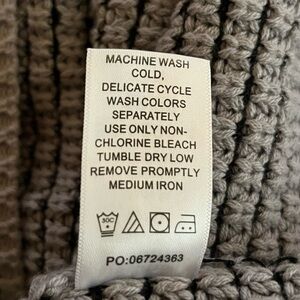 MACHINE WASH
COLD,
DELICATE CYCLE
WASH COLORS
SEPARATELY
USE ONLY NON-
CHLORINE BLEACH
TUMBLE DRY LOW
REMOVE PROMPTLY
MEDIUM IRON
30C
PO:06724363